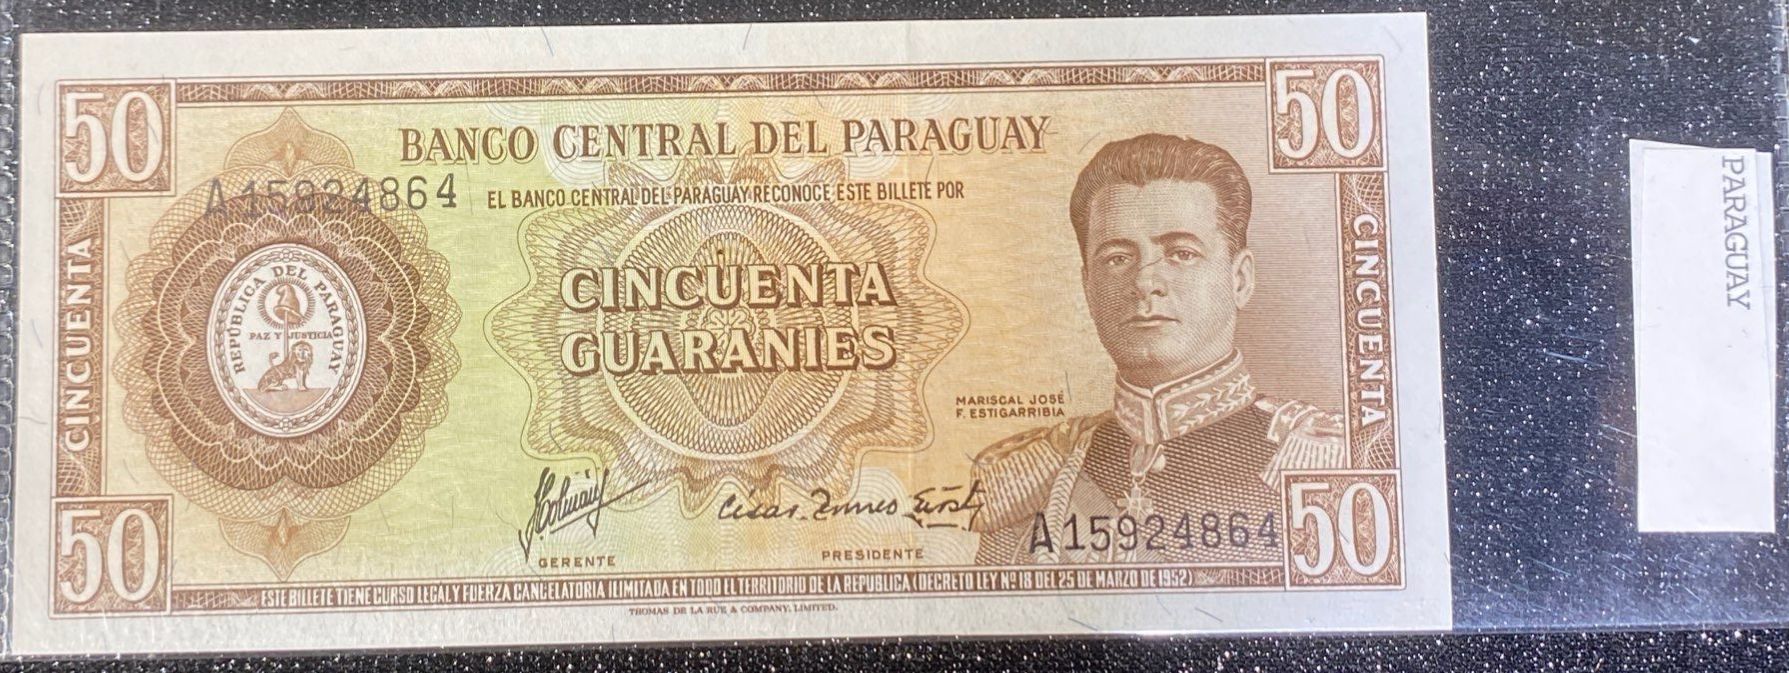 50
50
BANCO CENTRAL DEL PARAGUAY
A15924864
EL BANCO CENTRAL DEL PARAGUAY RECONOCE ESTE BILLETE POR
CINCUENTA
CINCUENTA
REPÚBLICA DEL PARAGUAY
PAZ Y JUSTICIA
CINCUENTA
GUARANIES
MARISCAL JOSÉ
F. ESTIGARRIBIA
GERENTE
PRESIDENTE
A15924864
50
50
ESTE BILLETE TIENE CURSO LEGAL Y FUERZA CANCELATORIA ILIMITADA EN TODO EL TERRITORIO DE LA REPUBLICA (DECRETO LEY Nº 18 DEL 25 DE MARZO DE 1952)
THOMAS DE LA RUE & COMPANY, LIMITED.
PARAGUAY